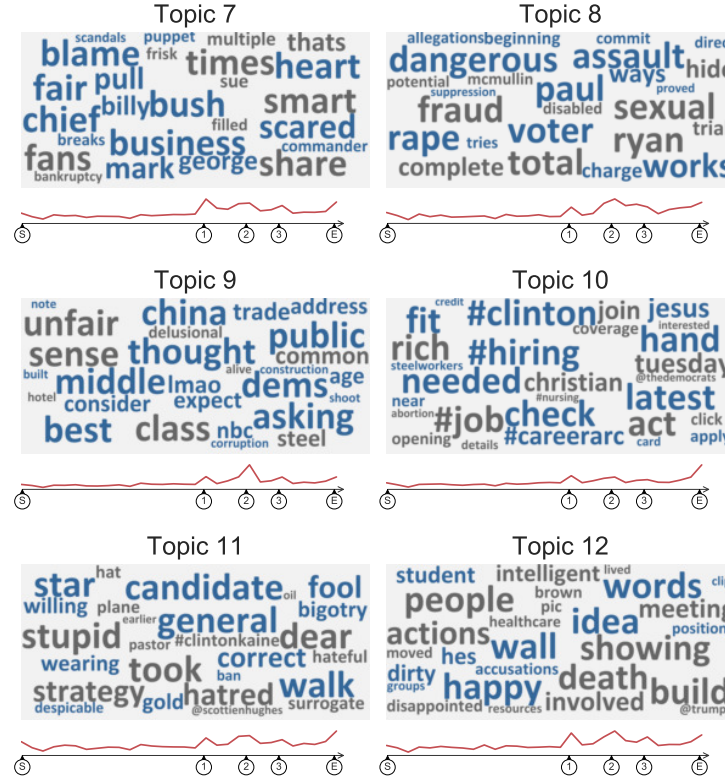 Topic 7
scandals puppet multiple thats
blame frisk times heart
fair pull sue
chief billy bush smart
filled scared
breaks business commander
fans mark george share
bankruptcy
S 1 2 3 E
Topic 8
allegations beginning commit
dangerous assault
potential mcmullin ways
suppression paul proved
fraud disabled sexual
rape tries voter ryan
complete total charge works
S 1 2 3 E
Topic 9
note china trade address
unfair delusional public
sense thought common
built middle lmao alive construction dems age
hotel consider expect shoot
best class nbc asking
corruption steel
S 1 2 3 E
Topic 10
credit #clinton join jesus
fit coverage interested
rich #hiring hand
steelworkers tuesday
needed christian @thedemocrats
near #nursing latest
abortion #job check act click
opening details #careerarc card apply
S 1 2 3 E
Topic 11
hat
star candidate oil fool
willing plane bigotry
earlier general
stupid pastor #clintonkaine dear
wearing took correct hateful
ban
strategy gold hatred walk
despicable @scottienhughes surrogate
S 1 2 3 E
Topic 12
student intelligent lived
people brown words
pic meeting
healthcare idea
actions position
moved hes wall showing
dirty accusations death
groups happy build
disappointed resources involved @trump
S 1 2 3 E